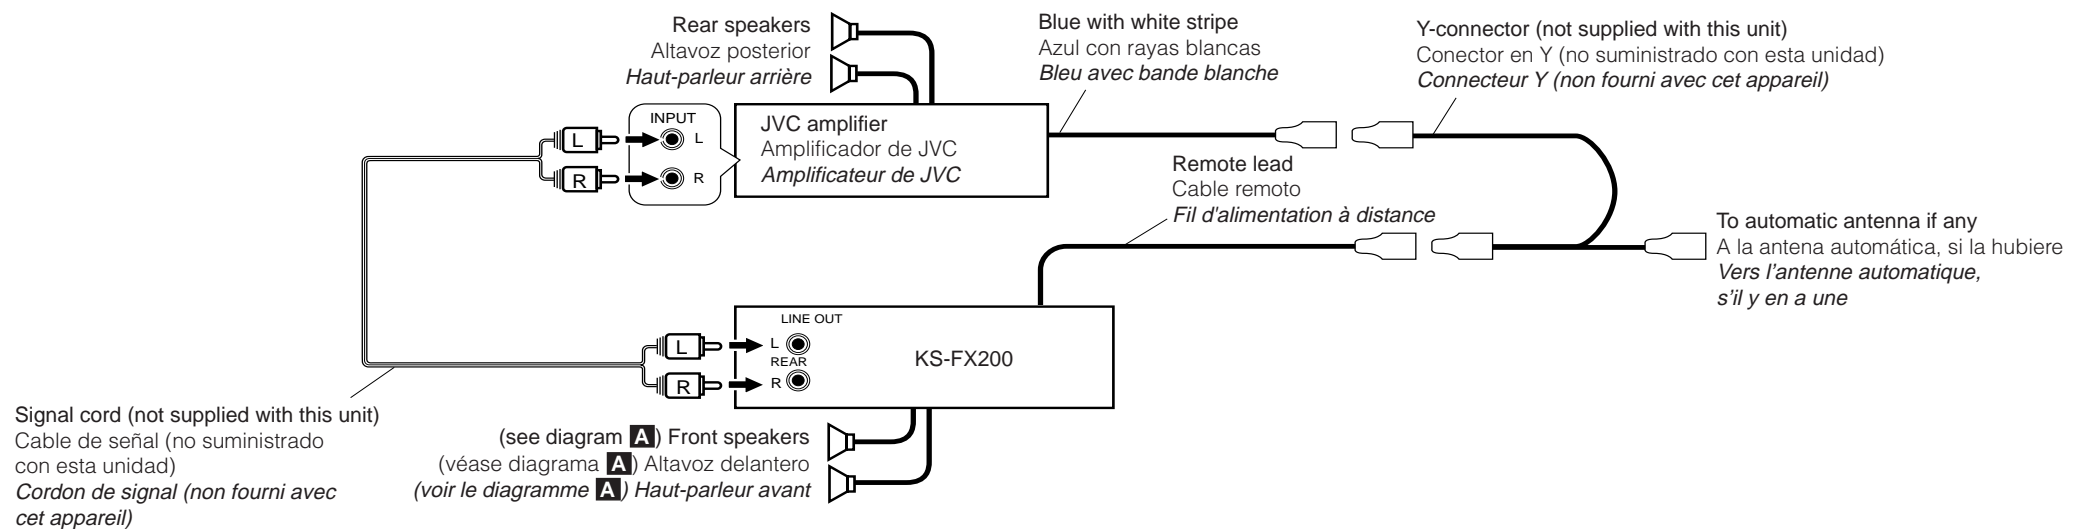 Rear speakers
Altavoz posterior
Haut-parleur arrière
Blue with white stripe
Azul con rayas blancas
Bleu avec bande blanche
Y-connector (not supplied with this unit)
Conector en Y (no suministrado con esta unidad)
Connecteur Y (non fourni avec cet appareil)
INPUT
L
L
R
R
JVC amplifier
Amplificador de JVC
Amplificateur de JVC
Remote lead
Cable remoto
Fil d'alimentation à distance
To automatic antenna if any
A la antena automática, si la hubiere
Vers l'antenne automatique,
s'il y en a une
LINE OUT
L
L
REAR
R
R
KS-FX200
Signal cord (not supplied with this unit)
Cable de señal (no suministrado
con esta unidad)
Cordon de signal (non fourni avec
cet appareil)
(see diagram A) Front speakers
(véase diagrama A) Altavoz delantero
(voir le diagramme A) Haut-parleur avant